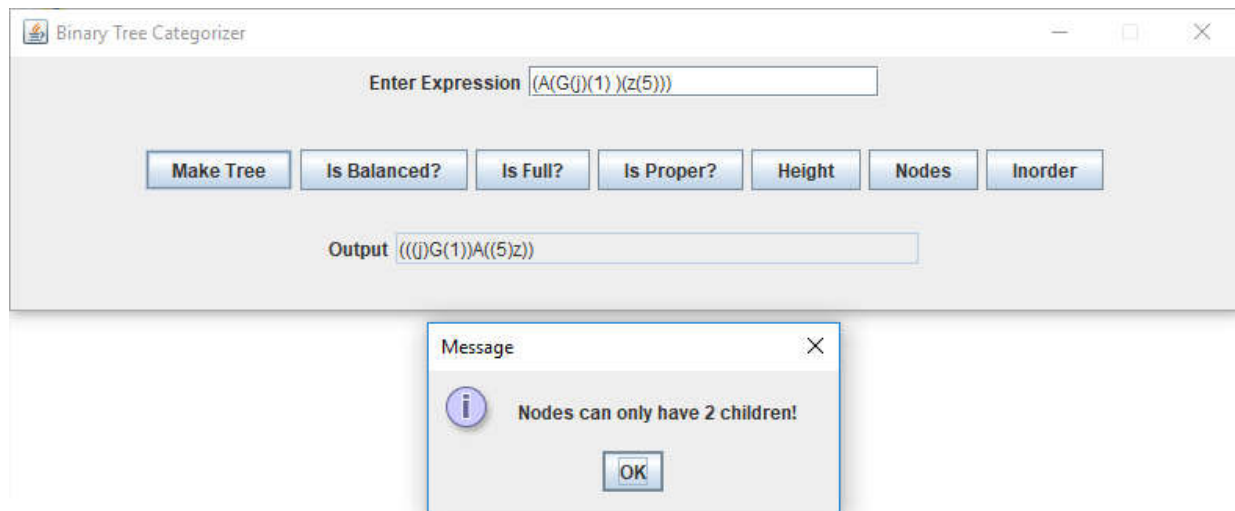 Binary Tree Categorizer
Enter Expression (A(G(j)(1) )(z(5)))
Make Tree Is Balanced? Is Full? Is Proper? Height Nodes Inorder
Output (((j)G(1))A((5)z))
Message
Nodes can only have 2 children!
OK